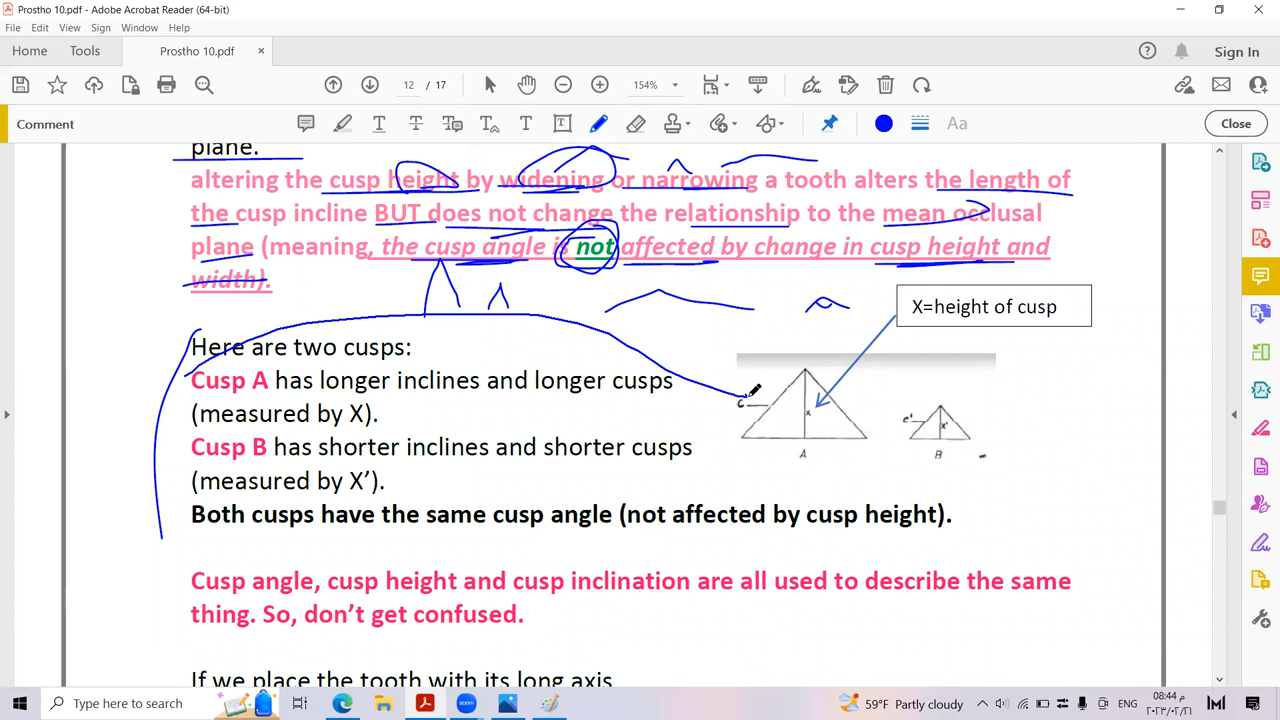 Prostho 10.pdf - Adobe Acrobat Reader (64-bit)
File Edit View Sign Window Help
Home Tools Prostho 10.pdf × Sign In
12 / 17 154%
Comment Aa Close
plane.
altering the cusp height by widening or narrowing a tooth alters the length of
the cusp incline BUT does not change the relationship to the mean occlusal
plane (meaning, the cusp angle is not affected by change in cusp height and
width).
X=height of cusp
Here are two cusps:
Cusp A has longer inclines and longer cusps
(measured by X).
Cusp B has shorter inclines and shorter cusps
(measured by X’).
Both cusps have the same cusp angle (not affected by cusp height).
C x A
c' x' B
Cusp angle, cusp height and cusp inclination are all used to describe the same
thing. So, don’t get confused.
If we place the tooth with its long axis
Type here to search
59°F Partly cloudy ENG
08:44 م
٢٠٢٣/٠٢/٢١